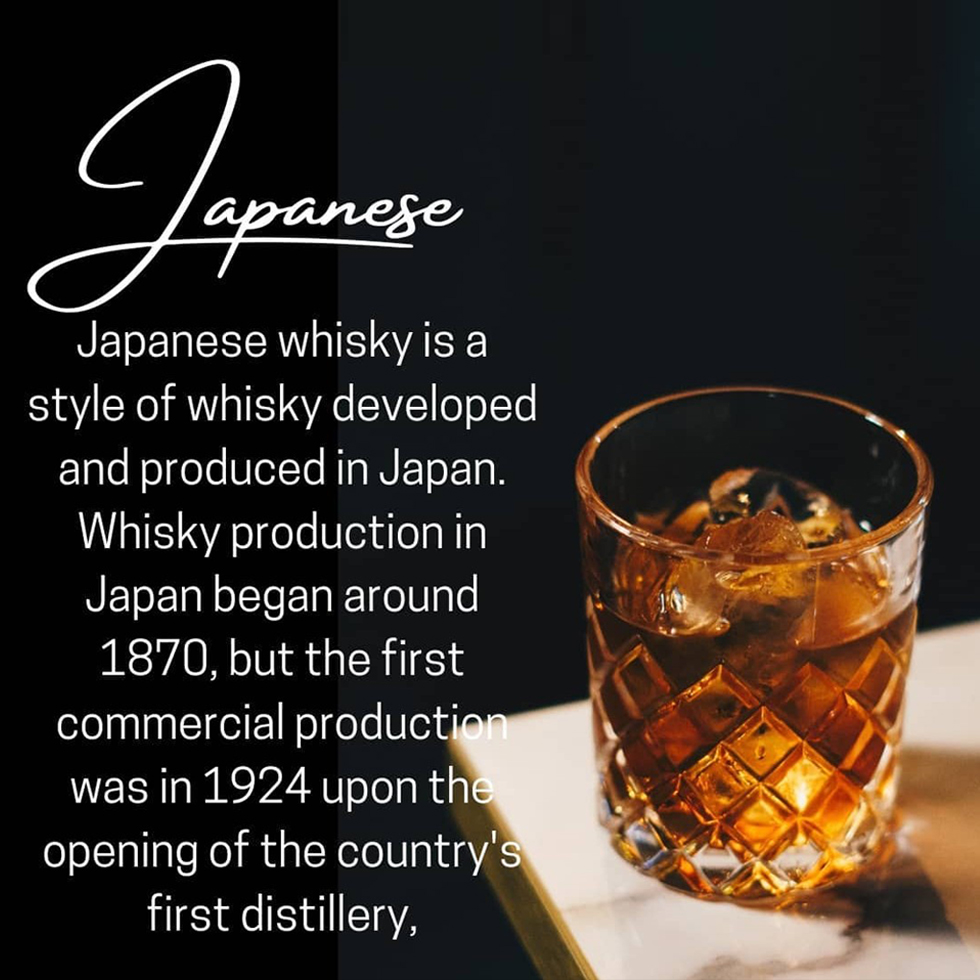 Japanese
Japanese whisky is a
style of whisky developed
and produced in Japan.
Whisky production in
Japan began around
1870, but the first
commercial production
was in 1924 upon the
opening of the country's
first distillery,